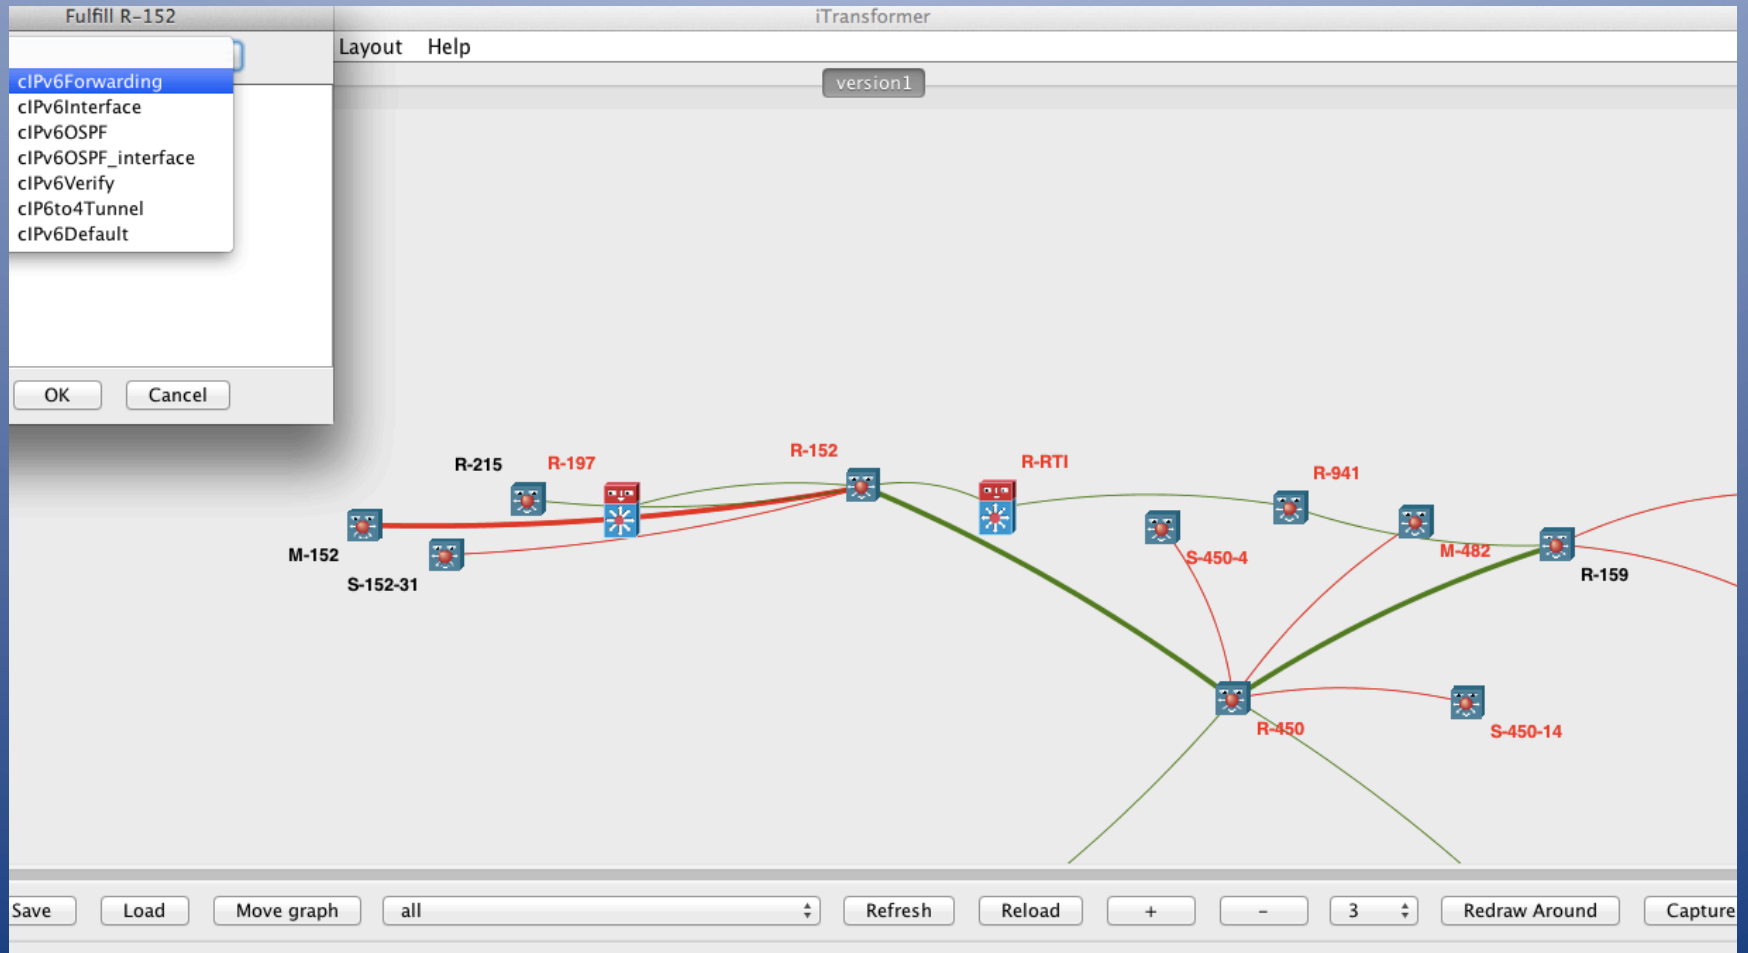 Fulfill R-152
iTransformer
Layout Help
version1
cIPv6Forwarding
cIPv6Interface
cIPv6OSPF
cIPv6OSPF_interface
cIPv6Verify
cIP6to4Tunnel
cIPv6Default
OK Cancel
R-152
R-215 R-197 R-RTI
R-941
M-152
S-152-31
S-450-4
M-482
R-159
R-450
S-450-14
Save Load Move graph all Refresh Reload + - 3 Redraw Around Capture